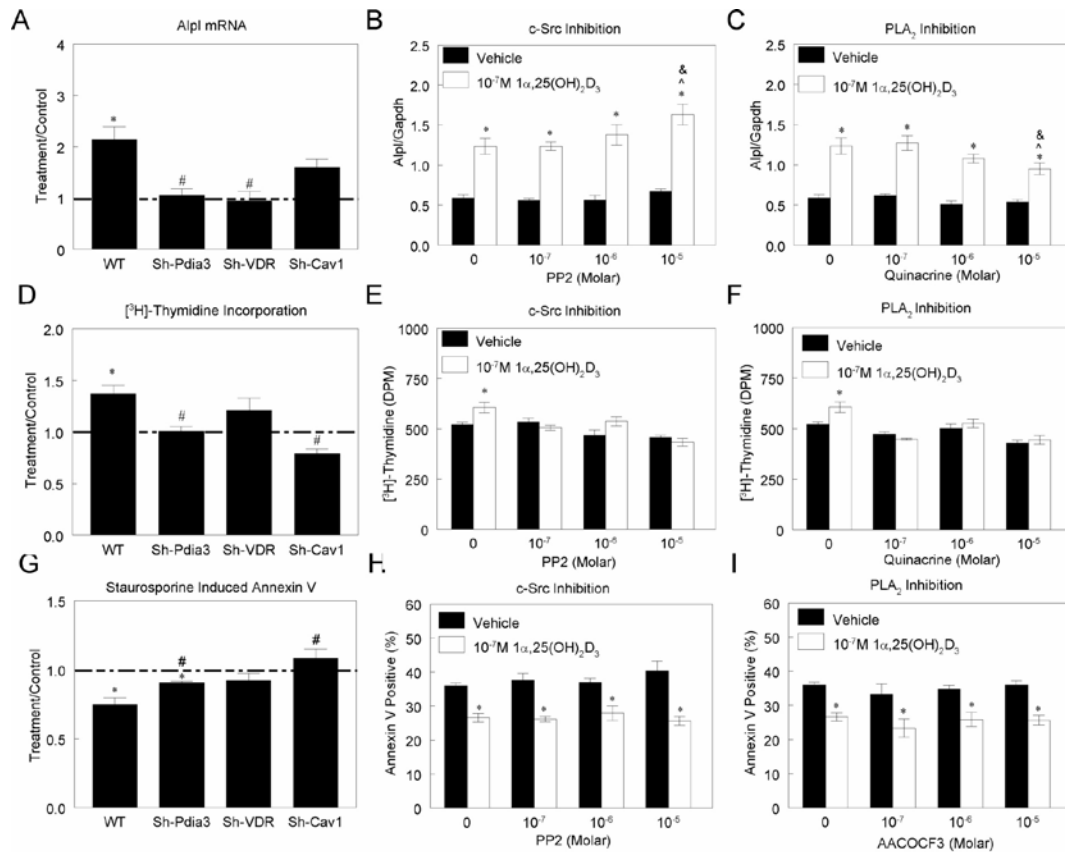 A
Alpl mRNA
Treatment/Control
4
3
2
1
0
*
#
#
WT
Sh-Pdia3
Sh-VDR
Sh-Cav1
B
c-Src Inhibition
Vehicle
10⁻⁷M 1α,25(OH)₂D₃
Alpl/Gapdh
2.5
2.0
1.5
1.0
0.5
0.0
*
*
*
&
^
*
0
10⁻⁷
10⁻⁶
10⁻⁵
PP2 (Molar)
C
PLA₂ Inhibition
Vehicle
10⁻⁷M 1α,25(OH)₂D₃
Alpl/Gapdh
2.5
2.0
1.5
1.0
0.5
0.0
*
*
*
&
^
*
0
10⁻⁷
10⁻⁶
10⁻⁵
Quinacrine (Molar)
D
[³H]-Thymidine Incorporation
Treatment/Control
2.0
1.5
1.0
0.5
0.0
*
#
#
WT
Sh-Pdia3
Sh-VDR
Sh-Cav1
E
c-Src Inhibition
Vehicle
10⁻⁷M 1α,25(OH)₂D₃
[³H]-Thymidine (DPM)
1000
750
500
250
0
*
0
10⁻⁷
10⁻⁶
10⁻⁵
PP2 (Molar)
F
PLA₂ Inhibition
Vehicle
10⁻⁷M 1α,25(OH)₂D₃
[³H]-Thymidine (DPM)
1000
750
500
250
0
*
0
10⁻⁷
10⁻⁶
10⁻⁵
Quinacrine (Molar)
G
Staurosporine Induced Annexin V
Treatment/Control
1.5
1.0
0.5
0.0
*
#
*
#
WT
Sh-Pdia3
Sh-VDR
Sh-Cav1
H.
c-Src Inhibition
Vehicle
10⁻⁷M 1α,25(OH)₂D₃
Annexin V Positive (%)
60
50
40
30
20
10
0
*
*
*
*
0
10⁻⁷
10⁻⁶
10⁻⁵
PP2 (Molar)
I
PLA₂ Inhibition
Vehicle
10⁻⁷M 1α,25(OH)₂D₃
Annexin V Positive (%)
60
50
40
30
20
10
0
*
*
*
*
0
10⁻⁷
10⁻⁶
10⁻⁵
AACOCF3 (Molar)